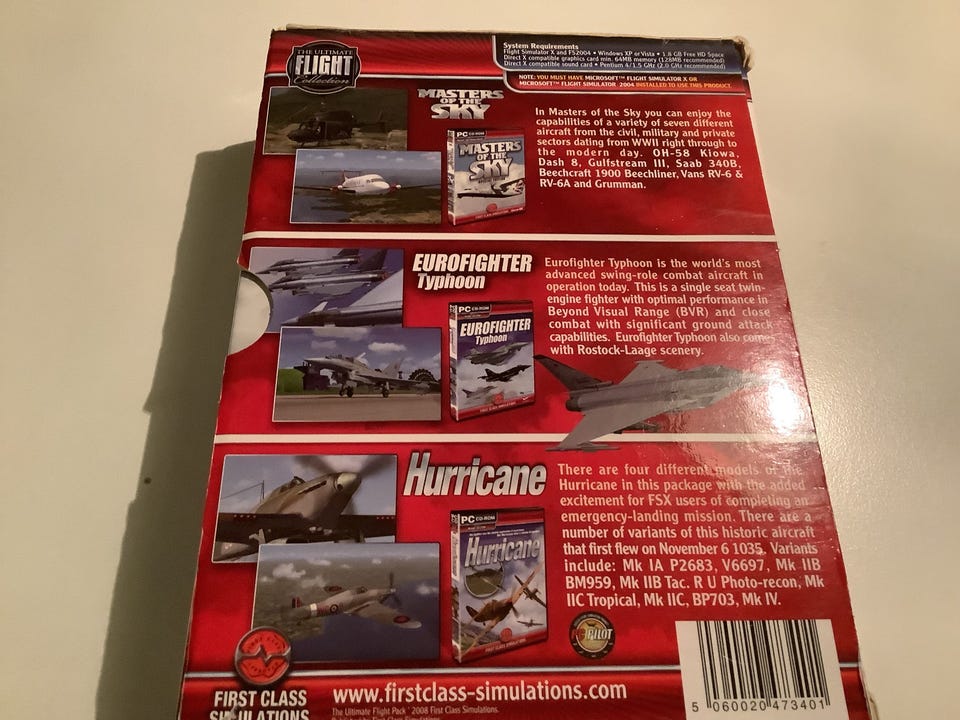 THE ULTIMATE
FLIGHT
Collection
System Requirements
Flight Simulator X and FS2004 • Windows XP or Vista • 1.8 GB Free HD Space
Direct X compatible graphics card min. 64MB memory (128MB recommended)
Direct X compatible sound card • Pentium 4/1.5 GHz (2.0 GHz recommended)
NOTE: YOU MUST HAVE MICROSOFT™ FLIGHT SIMULATOR X OR
MICROSOFT™ FLIGHT SIMULATOR 2004 INSTALLED TO USE THIS PRODUCT.
MASTERS
OF THE
SKY
PC CD-ROM
MASTERS
OF THE
SKY
In Masters of the Sky you can enjoy the
capabilities of a variety of seven different
aircraft from the civil, military and private
sectors dating from WWII right through to
the modern day. OH-58 Kiowa,
Dash 8, Gulfstream III, Saab 340B,
Beechcraft 1900 Beechliner, Vans RV-6 &
RV-6A and Grumman.
EUROFIGHTER
Typhoon
PC CD-ROM
EUROFIGHTER
Typhoon
Eurofighter Typhoon is the world's most
advanced swing-role combat aircraft in
operation today. This is a single seat twin-
engine fighter with optimal performance in
Beyond Visual Range (BVR) and close
combat with significant ground attack
capabilities. Eurofighter Typhoon also comes
with Rostock-Laage scenery.
Hurricane
PC CD-ROM
Hurricane
There are four different models of the
Hurricane in this package with the added
excitement for FSX users of completing an
emergency-landing mission. There are a
number of variants of this historic aircraft
that first flew on November 6 1035. Variants
include: Mk IA P2683, V6697, Mk IIB
BM959, Mk IIB Tac. R U Photo-recon, Mk
IIC Tropical, Mk IIC, BP703, Mk IV.
PILOT
FIRST CLASS
SIMULATIONS
www.firstclass-simulations.com
The Ultimate Flight Pack ' 2008 First Class Simulations.
Published by First Class Simulations.
5 060020 473401